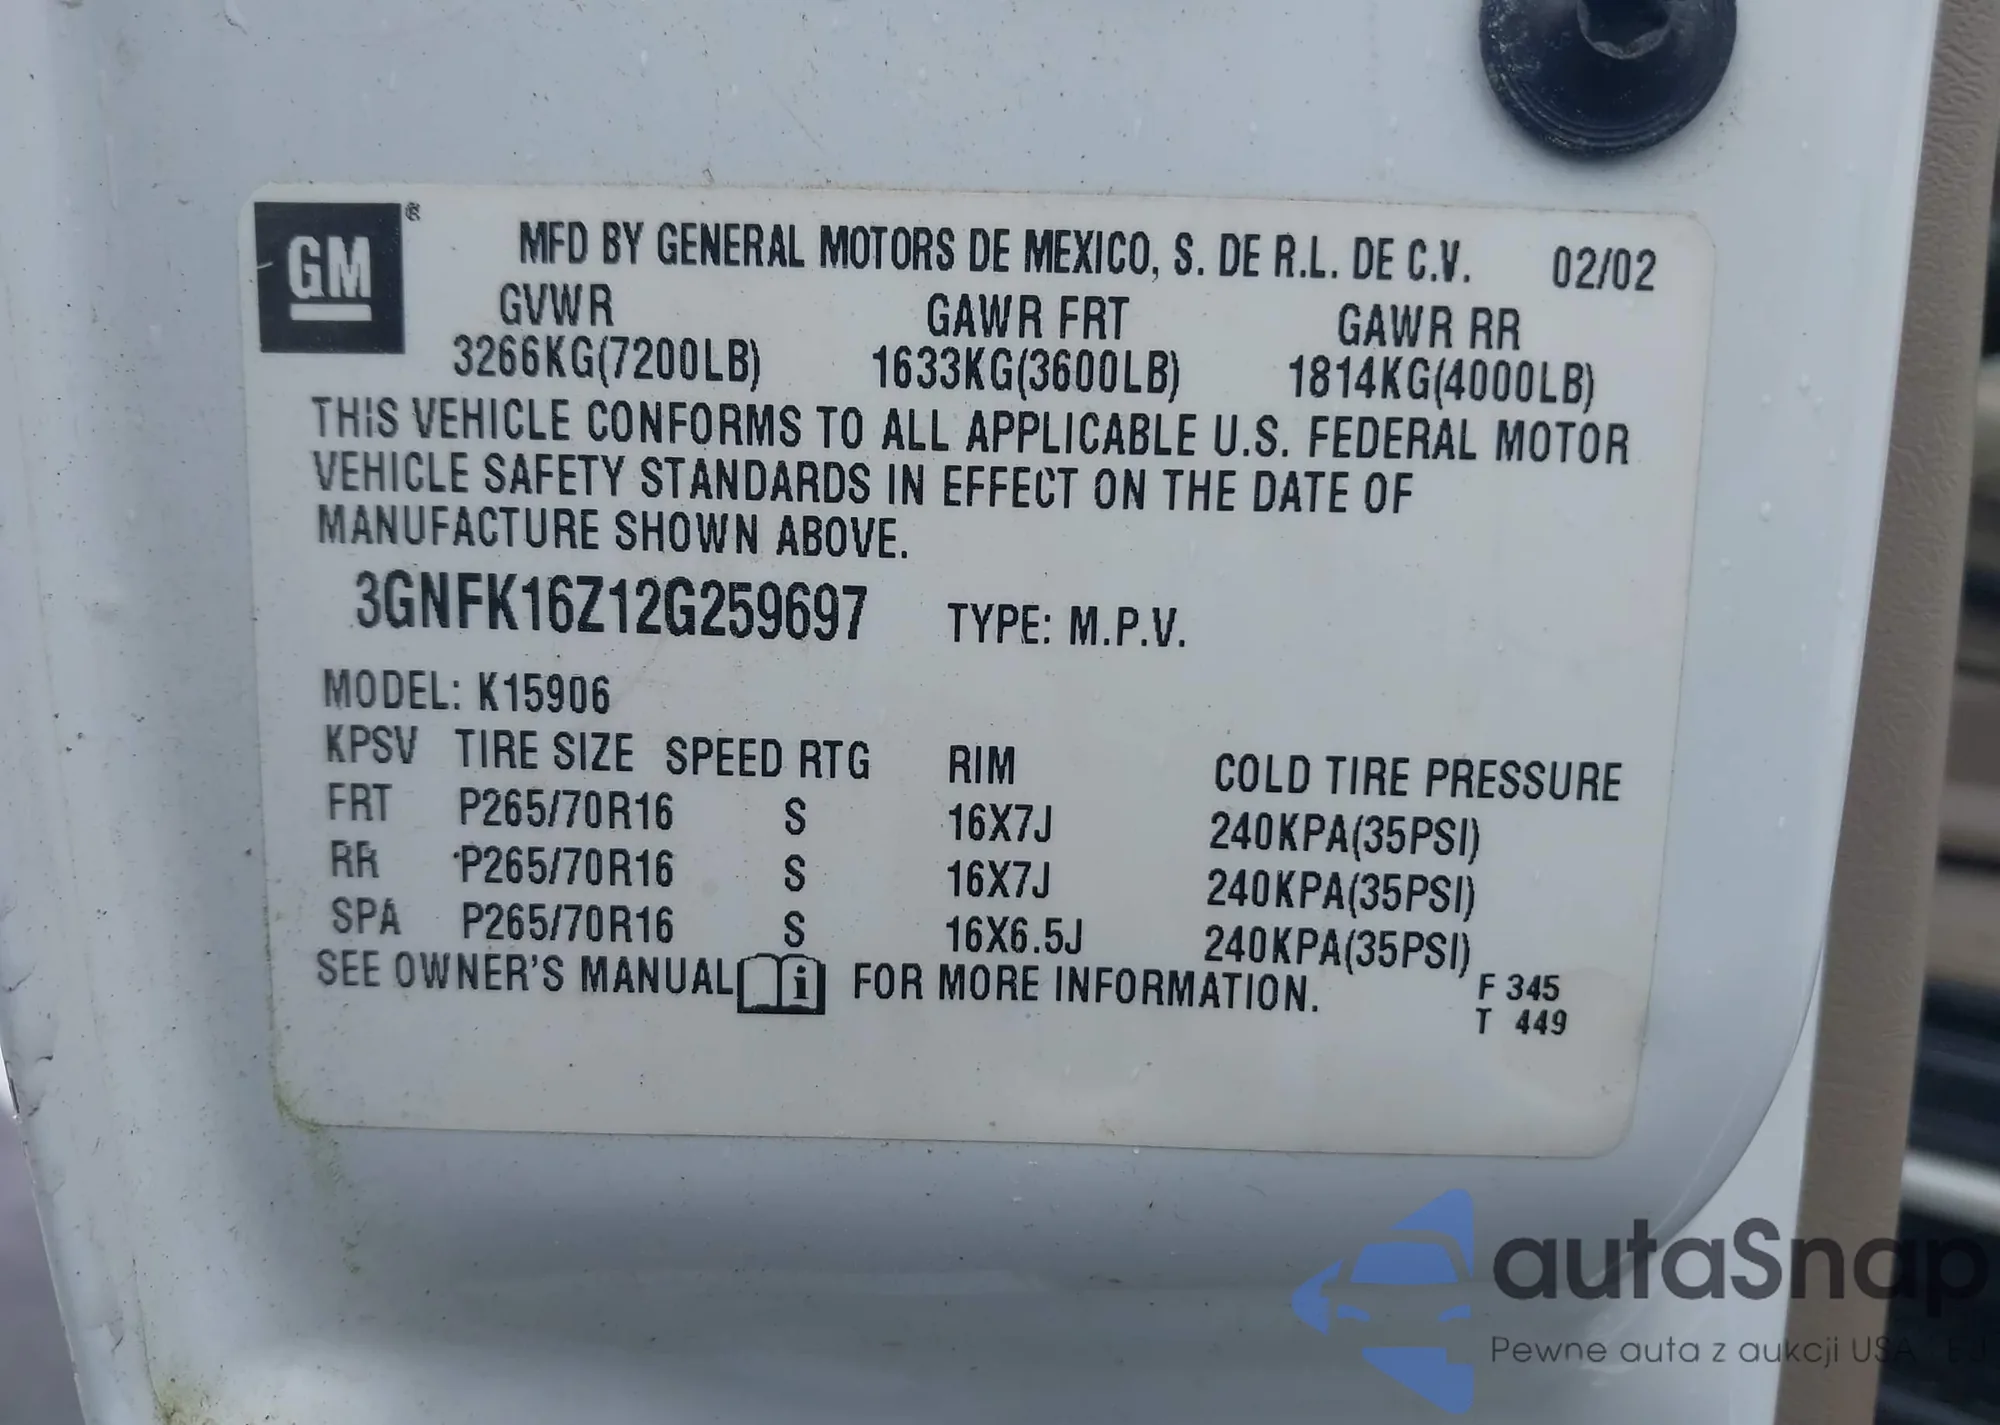 GM®
MFD BY GENERAL MOTORS DE MEXICO, S. DE R.L. DE C.V. 02/02
GVWR GAWR FRT GAWR RR
3266KG(7200LB) 1633KG(3600LB) 1814KG(4000LB)
THIS VEHICLE CONFORMS TO ALL APPLICABLE U.S. FEDERAL MOTOR
VEHICLE SAFETY STANDARDS IN EFFECT ON THE DATE OF
MANUFACTURE SHOWN ABOVE.
3GNFK16Z12G259697 TYPE: M.P.V.
MODEL: K15906
KPSV TIRE SIZE SPEED RTG RIM COLD TIRE PRESSURE
FRT P265/70R16 S 16X7J 240KPA(35PSI)
RR P265/70R16 S 16X7J 240KPA(35PSI)
SPA P265/70R16 S 16X6.5J 240KPA(35PSI)
SEE OWNER'S MANUAL i FOR MORE INFORMATION.
F 345
T 449
autaSnap
Pewne auta z aukcji USA